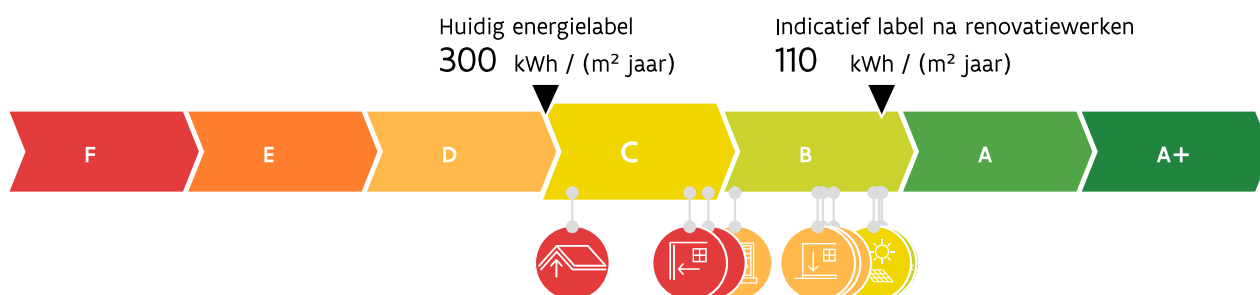 Huidig energielabel
300 kWh / (m² jaar)
Indicatief label na renovatiewerken
110 kWh / (m² jaar)
F
E
D
C
B
A
A+